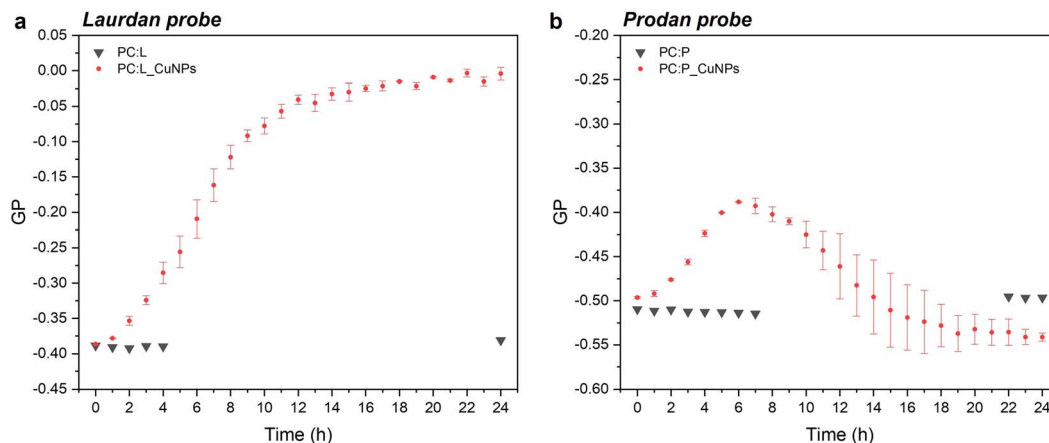 a Laurdan probe
PC:L
PC:L_CuNPs
0.05
0.00
-0.05
-0.10
-0.15
-0.20
-0.25
-0.30
-0.35
-0.40
-0.45
GP
0 2 4 6 8 10 12 14 16 18 20 22 24
Time (h)
b Prodan probe
PC:P
PC:P_CuNPs
-0.20
-0.25
-0.30
-0.35
-0.40
-0.45
-0.50
-0.55
-0.60
GP
0 2 4 6 8 10 12 14 16 18 20 22 24
Time (h)